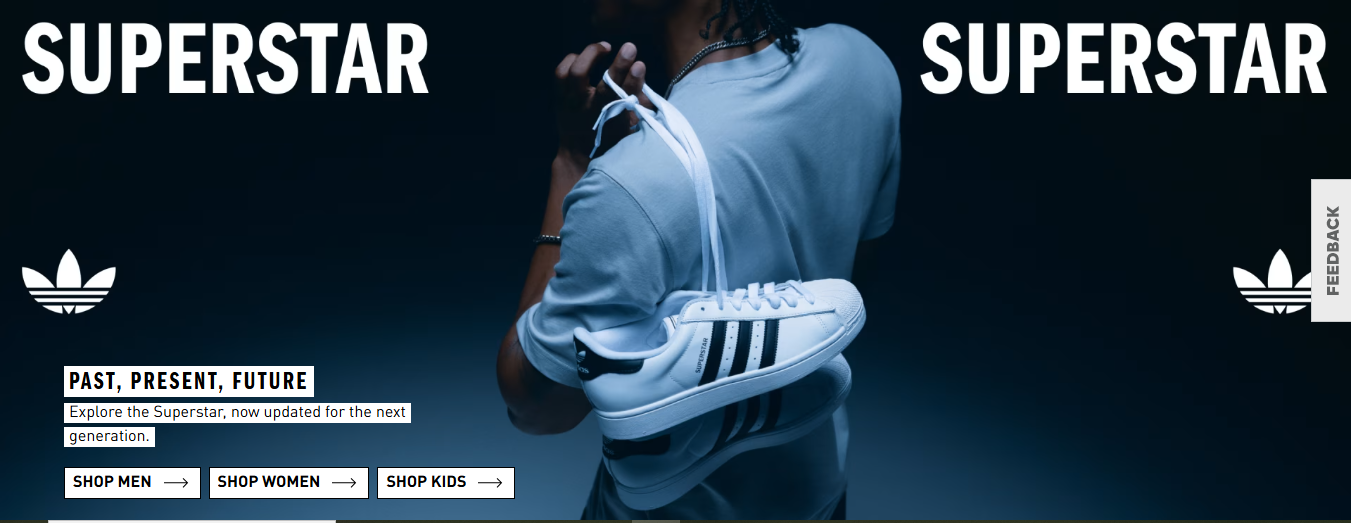 SUPERSTAR
SUPERSTAR
FEEDBACK
SUPERSTAR
PAST, PRESENT, FUTURE
Explore the Superstar, now updated for the next
generation.
SHOP MEN
SHOP WOMEN
SHOP KIDS